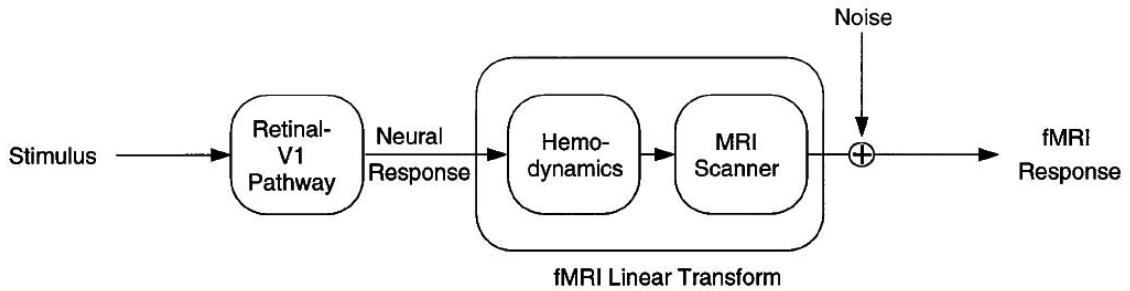 Noise
Stimulus
Retinal-
V1
Pathway
Neural
Response
Hemo-
dynamics
MRI
Scanner
fMRI
Response
fMRI Linear Transform